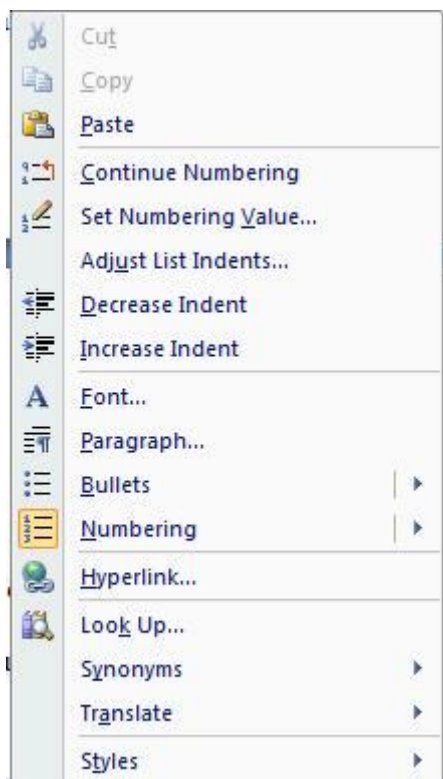 Cut
Copy
Paste
Continue Numbering
Set Numbering Value...
Adjust List Indents...
Decrease Indent
Increase Indent
Font...
Paragraph...
Bullets
Numbering
Hyperlink...
Look Up...
Synonyms
Translate
Styles